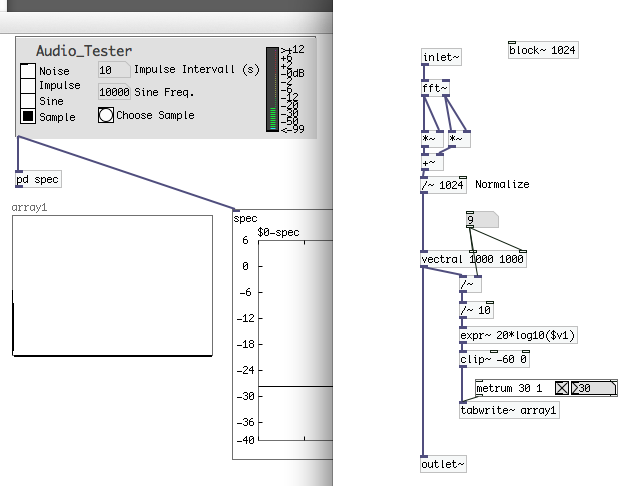 Audio_Tester
Noise
Impulse
Sine
Sample
10 Impulse Intervall (s)
10000 Sine Freq.
Choose Sample
>+12
+6
+2
-0dB
-2
-6
-12
-20
-30
-50
<-99
pd spec
array1
spec
$0-spec
6
0
-6
-12
-18
-24
-30
-36
-40
inlet~
block~ 1024
fft~
*~ *~
+~
/~ 1024 Normalize
9
vectral 1000 1000
/~
/~ 10
expr~ 20*log10($v1)
clip~ -60 0
metrum 30 1
30
tabwrite~ array1
outlet~